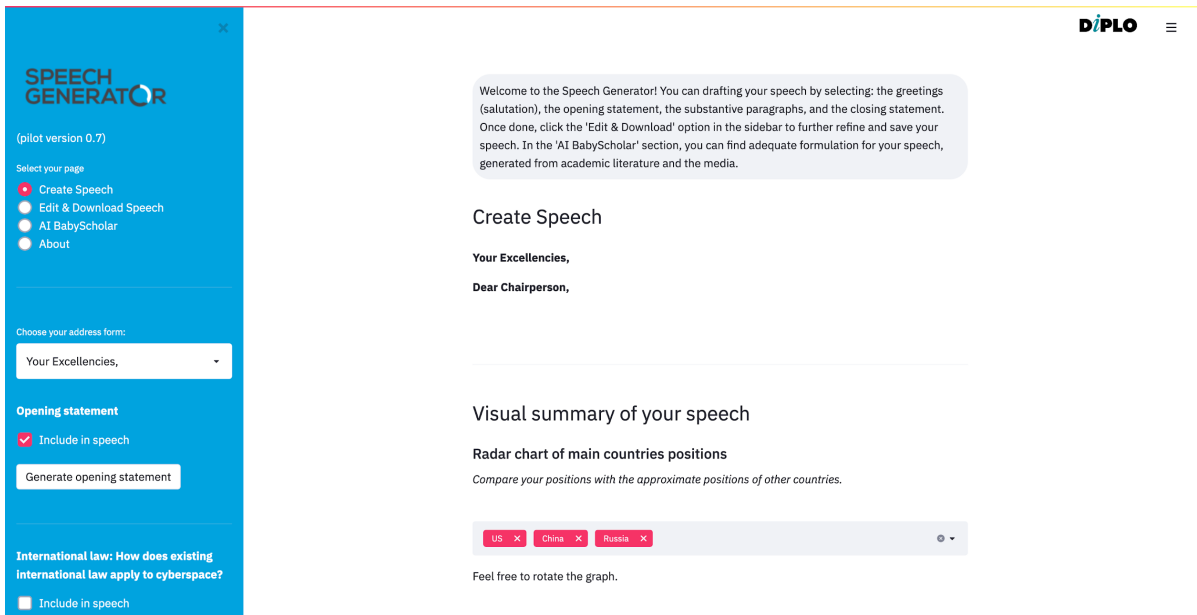 DiPLO
SPEECH
GENERATOR
(pilot version 0.7)
Select your page
Create Speech
Edit & Download Speech
AI BabyScholar
About
Choose your address form:
Your Excellencies,
Opening statement
Include in speech
Generate opening statement
International law: How does existing
international law apply to cyberspace?
Include in speech
Welcome to the Speech Generator! You can drafting your speech by selecting: the greetings
(salutation), the opening statement, the substantive paragraphs, and the closing statement.
Once done, click the 'Edit & Download' option in the sidebar to further refine and save your
speech. In the 'AI BabyScholar' section, you can find adequate formulation for your speech,
generated from academic literature and the media.
Create Speech
Your Excellencies,
Dear Chairperson,
Visual summary of your speech
Radar chart of main countries positions
Compare your positions with the approximate positions of other countries.
US China Russia
Feel free to rotate the graph.